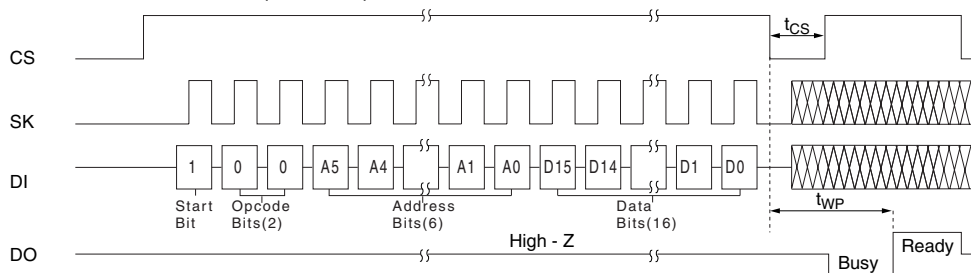 CS
tCS
SK
DI
1 0 0 A5 A4 A1 A0 D15 D14 D1 D0
Start Bit
Opcode Bits(2)
Address Bits(6)
Data Bits(16)
tWP
DO
High - Z
Busy
Ready